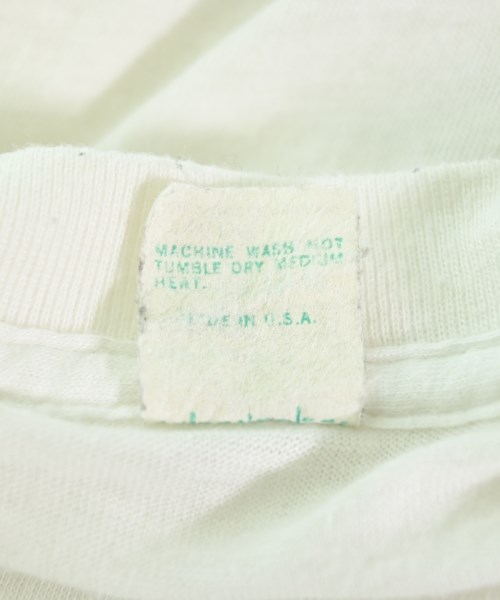 MACHINE WASH HOT
TUMBLE DRY MEDIUM
HEAT.
MADE IN U.S.A.